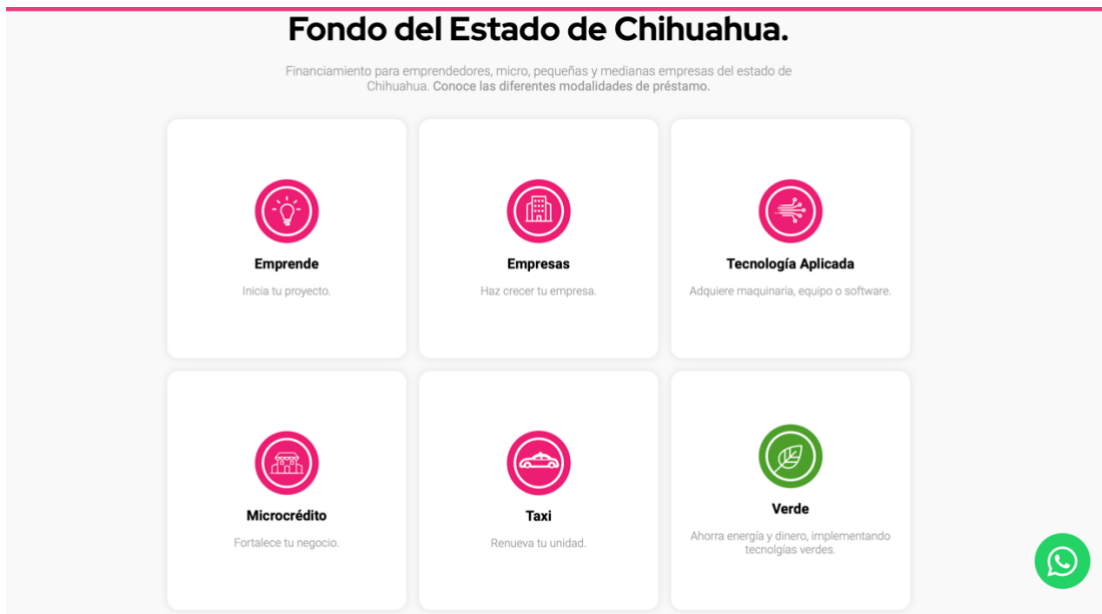 Fondo del Estado de Chihuahua.
Financiamiento para emprendedores, micro, pequeñas y medianas empresas del estado de
Chihuahua. Conoce las diferentes modalidades de préstamo.
Emprende
Inicia tu proyecto.
Empresas
Haz crecer tu empresa.
Tecnología Aplicada
Adquiere maquinaria, equipo o software.
Microcrédito
Fortalece tu negocio.
Taxi
Renueva tu unidad.
Verde
Ahorra energía y dinero, implementando
tecnolgías verdes.